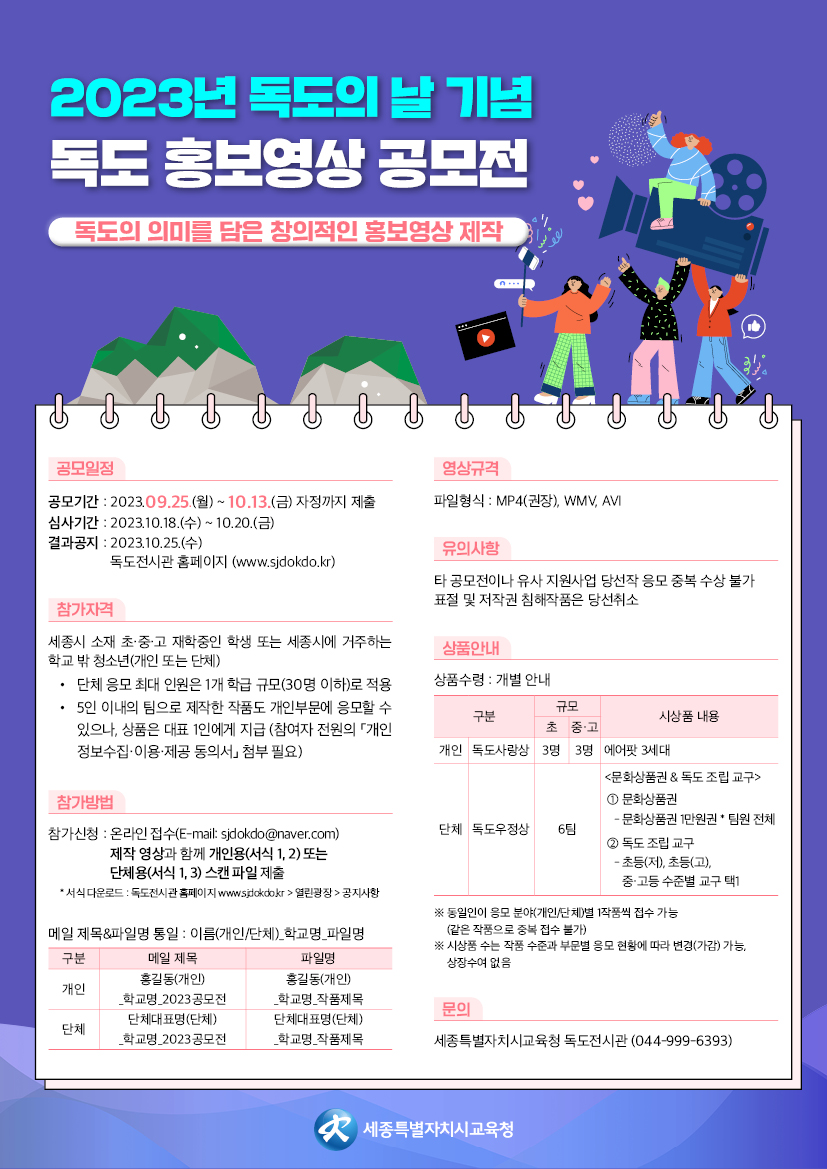 2023년 독도의 날 기념
독도 홍보영상 공모전
독도의 의미를 담은 창의적인 홍보영상 제작
공모일정
공모기간 : 2023.09.25.(월) ~ 10.13.(금) 자정까지 제출
심사기간 : 2023.10.18.(수) ~ 10.20.(금)
결과공지 : 2023.10.25.(수)
독도전시관 홈페이지 (www.sjdokdo.kr)
참가자격
세종시 소재 초·중·고 재학중인 학생 또는 세종시에 거주하는
학교 밖 청소년(개인 또는 단체)
• 단체 응모 최대 인원은 1개 학급 규모(30명 이하)로 적용
• 5인 이내의 팀으로 제작한 작품도 개인부문에 응모할 수
있으나, 상품은 대표 1인에게 지급 (참여자 전원의 「개인
정보수집·이용·제공 동의서」 첨부 필요)
참가방법
참가신청 : 온라인 접수(E-mail: sjdokdo@naver.com)
제작 영상과 함께 개인용(서식 1, 2) 또는
단체용(서식 1, 3) 스캔 파일 제출
* 서식 다운로드 : 독도전시관 홈페이지 www.sjdokdo.kr > 열린광장 > 공지사항
메일 제목&파일명 통일 : 이름(개인/단체)_학교명_파일명
구분 메일 제목 파일명
개인 홍길동(개인) 홍길동(개인)
_학교명_2023공모전 _학교명_작품제목
단체 단체대표명(단체) 단체대표명(단체)
_학교명_2023공모전 _학교명_작품제목
영상규격
파일형식 : MP4(권장), WMV, AVI
유의사항
타 공모전이나 유사 지원사업 당선작 응모 중복 수상 불가
표절 및 저작권 침해작품은 당선취소
상품안내
상품수령 : 개별 안내
구분 규모 시상품 내용
초 중·고
개인 독도사랑상 3명 3명 에어팟 3세대
단체 독도우정상 6팀 <문화상품권 & 독도 조립 교구>
① 문화상품권
- 문화상품권 1만원권 * 팀원 전체
② 독도 조립 교구
- 초등(저), 초등(고),
중·고등 수준별 교구 택1
※ 동일인이 응모 분야(개인/단체)별 1작품씩 접수 가능
(같은 작품으로 중복 접수 불가)
※ 시상품 수는 작품 수준과 부문별 응모 현황에 따라 변경(가감) 가능,
상장수여 없음
문의
세종특별자치시교육청 독도전시관 (044-999-6393)
세종특별자치시교육청